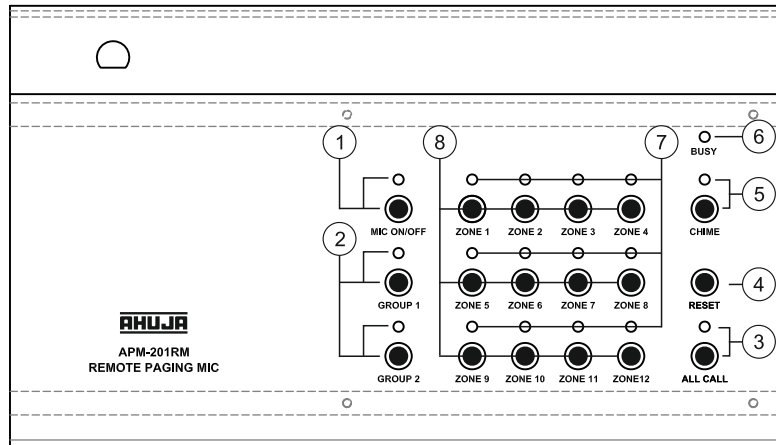 6
1
8
7
BUSY
5
MIC ON/OFF ZONE 1 ZONE 2 ZONE 3 ZONE 4 CHIME
2
4
GROUP 1 ZONE 5 ZONE 6 ZONE 7 ZONE 8 RESET
AHUJA
3
APM-201RM
REMOTE PAGING MIC
GROUP 2 ZONE 9 ZONE 10 ZONE 11 ZONE12 ALL CALL